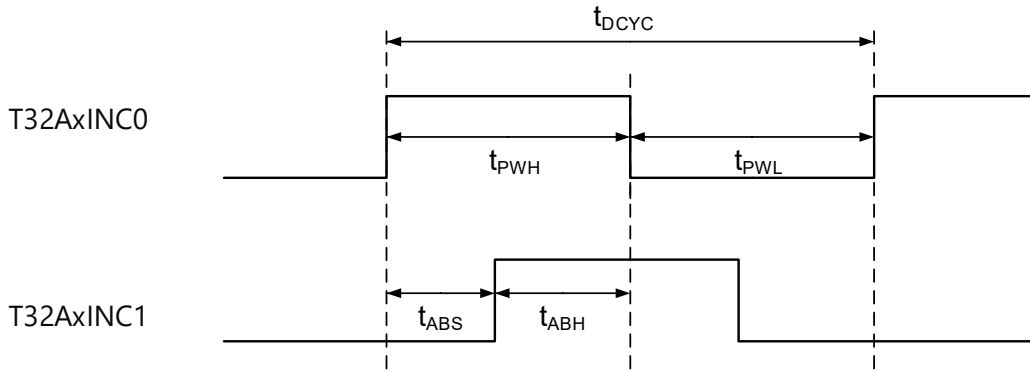 tDCYC
T32AxINC0
tPWH
tPWL
T32AxINC1
tABS
tABH